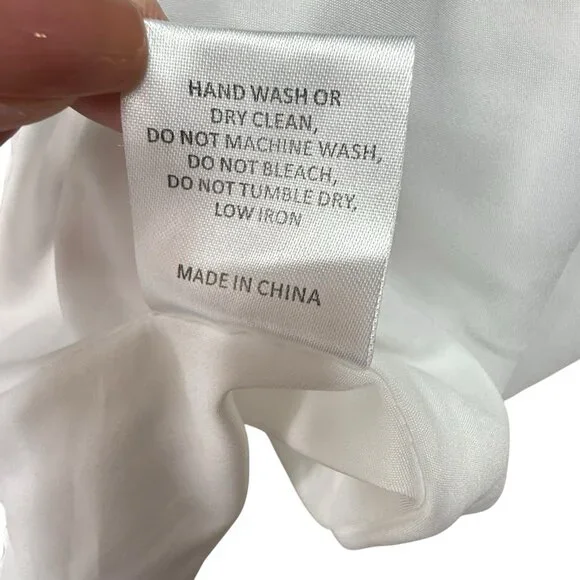 HAND WASH OR
DRY CLEAN,
DO NOT MACHINE WASH,
DO NOT BLEACH,
DO NOT TUMBLE DRY,
LOW IRON
MADE IN CHINA